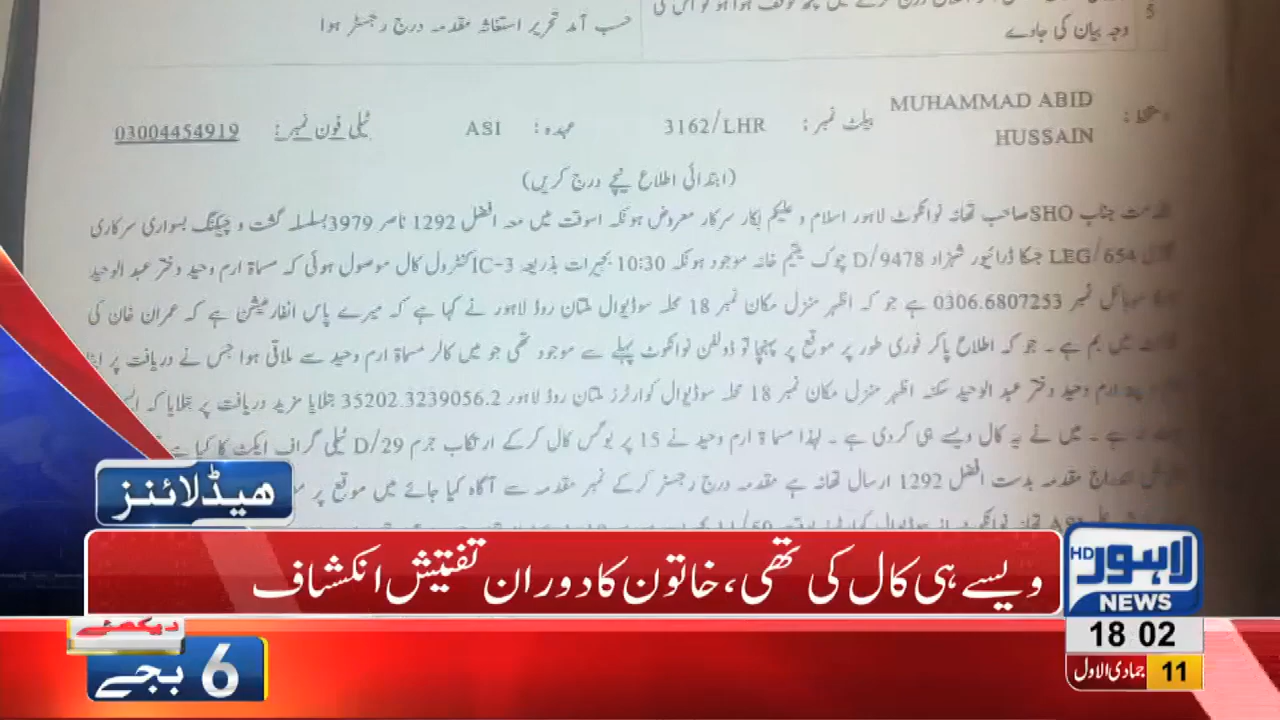 5
وجہ بیان کی جاوے
حسب آمد تحریر استغاثہ مقدمہ درج رجسٹر ہوا
MUHAMMAD ABID HUSSAIN بیلٹ نمبر: 3162/LHR عہدہ: ASI ٹیلی فون نمبر: 03004454919
(ابتدائی اطلاع نیچے درج کریں)
جناب SHO صاحب تھانہ نوانکوٹ لاہور اسلام و علیکم بکار سرکار معروض ہونکہ اسوقت میں معہ افضل 1292 ناصر 3979 بسلسلہ گشت و چیکنگ بسواری سرکاری
LEG/654 جسکا ڈرائیور شہزاد 9478/D چوک یتیم خانہ موجود ہونکہ 10:30 بجیرات بذریعہ IC-3 کنٹرول کال موصول ہوئی کہ مسماۃ ارم وحید دختر عبد الوحید
موبائل نمبر 0306.6807253 ہے جو کہ اظہر منزل مکان نمبر 18 محلہ سوڈیوال ملتان روڈ لاہور نے کہا ہے کہ میرے پاس انفارمیشن ہے کہ عمران خان کی
میں بم ہے ۔ جو کہ اطلاع پاکر فوری طور پر موقع پر پہنچا تو ڈولفن نوانکوٹ پہلے سے موجود تھی جو میں کالر مسماۃ ارم وحید سے ملاقی ہوا جس نے دریافت پر اپنا
ارم وحید دختر عبد الوحید سکنہ اظہر منزل مکان نمبر 18 محلہ سوڈیوال کوارٹرز ملتان روڈ لاہور 35202.3239056.2 بتلایا مزید دریافت پر بتلایا کہ
ہے ۔ میں نے یہ کال ویسے ہی کردی ہے ۔ لہذا مسماۃ ارم وحید نے 15 پر بوگس کال کرکے ارتکاب جرم 29/D ٹیلی گراف ایکٹ کا کیا ہے
مقدمہ بدست افضل 1292 ارسال تھانہ ہے مقدمہ درج رجسٹر کرکے نمبر مقدمہ سے آگاہ کیا جائے میں موقع پر
ہیڈلائنز
ویسے ہی کال کی تھی، خاتون کا دوران تفتیش انکشاف
لاہور HD
NEWS
18 02
11 جمادی الاول
دیکھئے
6 بجے